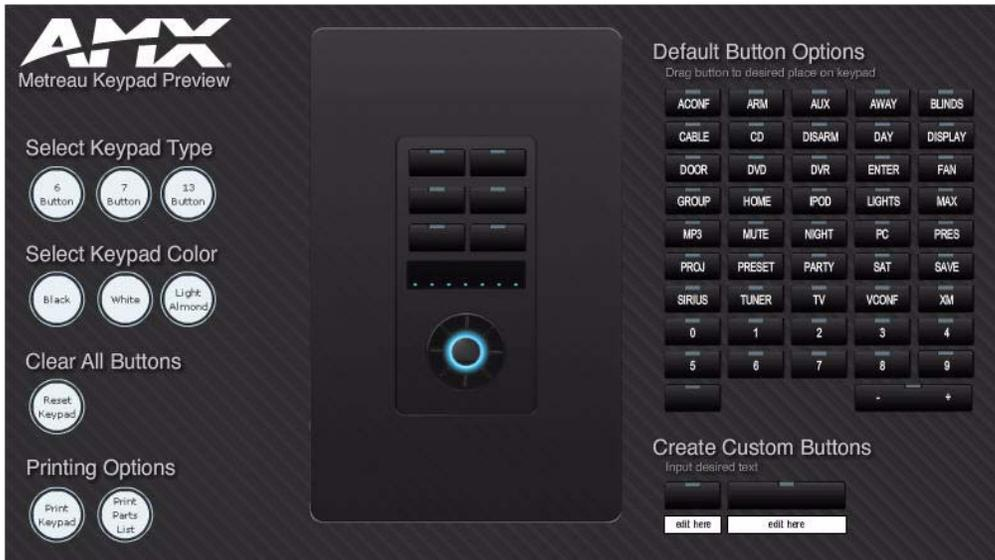 AMX
Metreau Keypad Preview
Select Keypad Type
6 Button
7 Button
13 Button
Select Keypad Color
Black
White
Light Almond
Clear All Buttons
Reset Keypad
Printing Options
Print Keypad
Print Parts List
Default Button Options
Drag button to desired place on keypad
ACONF ARM AUX AWAY BLINDS
CABLE CD DISARM DAY DISPLAY
DOOR DVD DVR ENTER FAN
GROUP HOME IPOD LIGHTS MAX
MP3 MUTE NIGHT PC PRES
PROJ PRESET PARTY SAT SAVE
SIRIUS TUNER TV VCONF XM
0 1 2 3 4
5 6 7 8 9
- +
Create Custom Buttons
Input desired text
edit here edit here